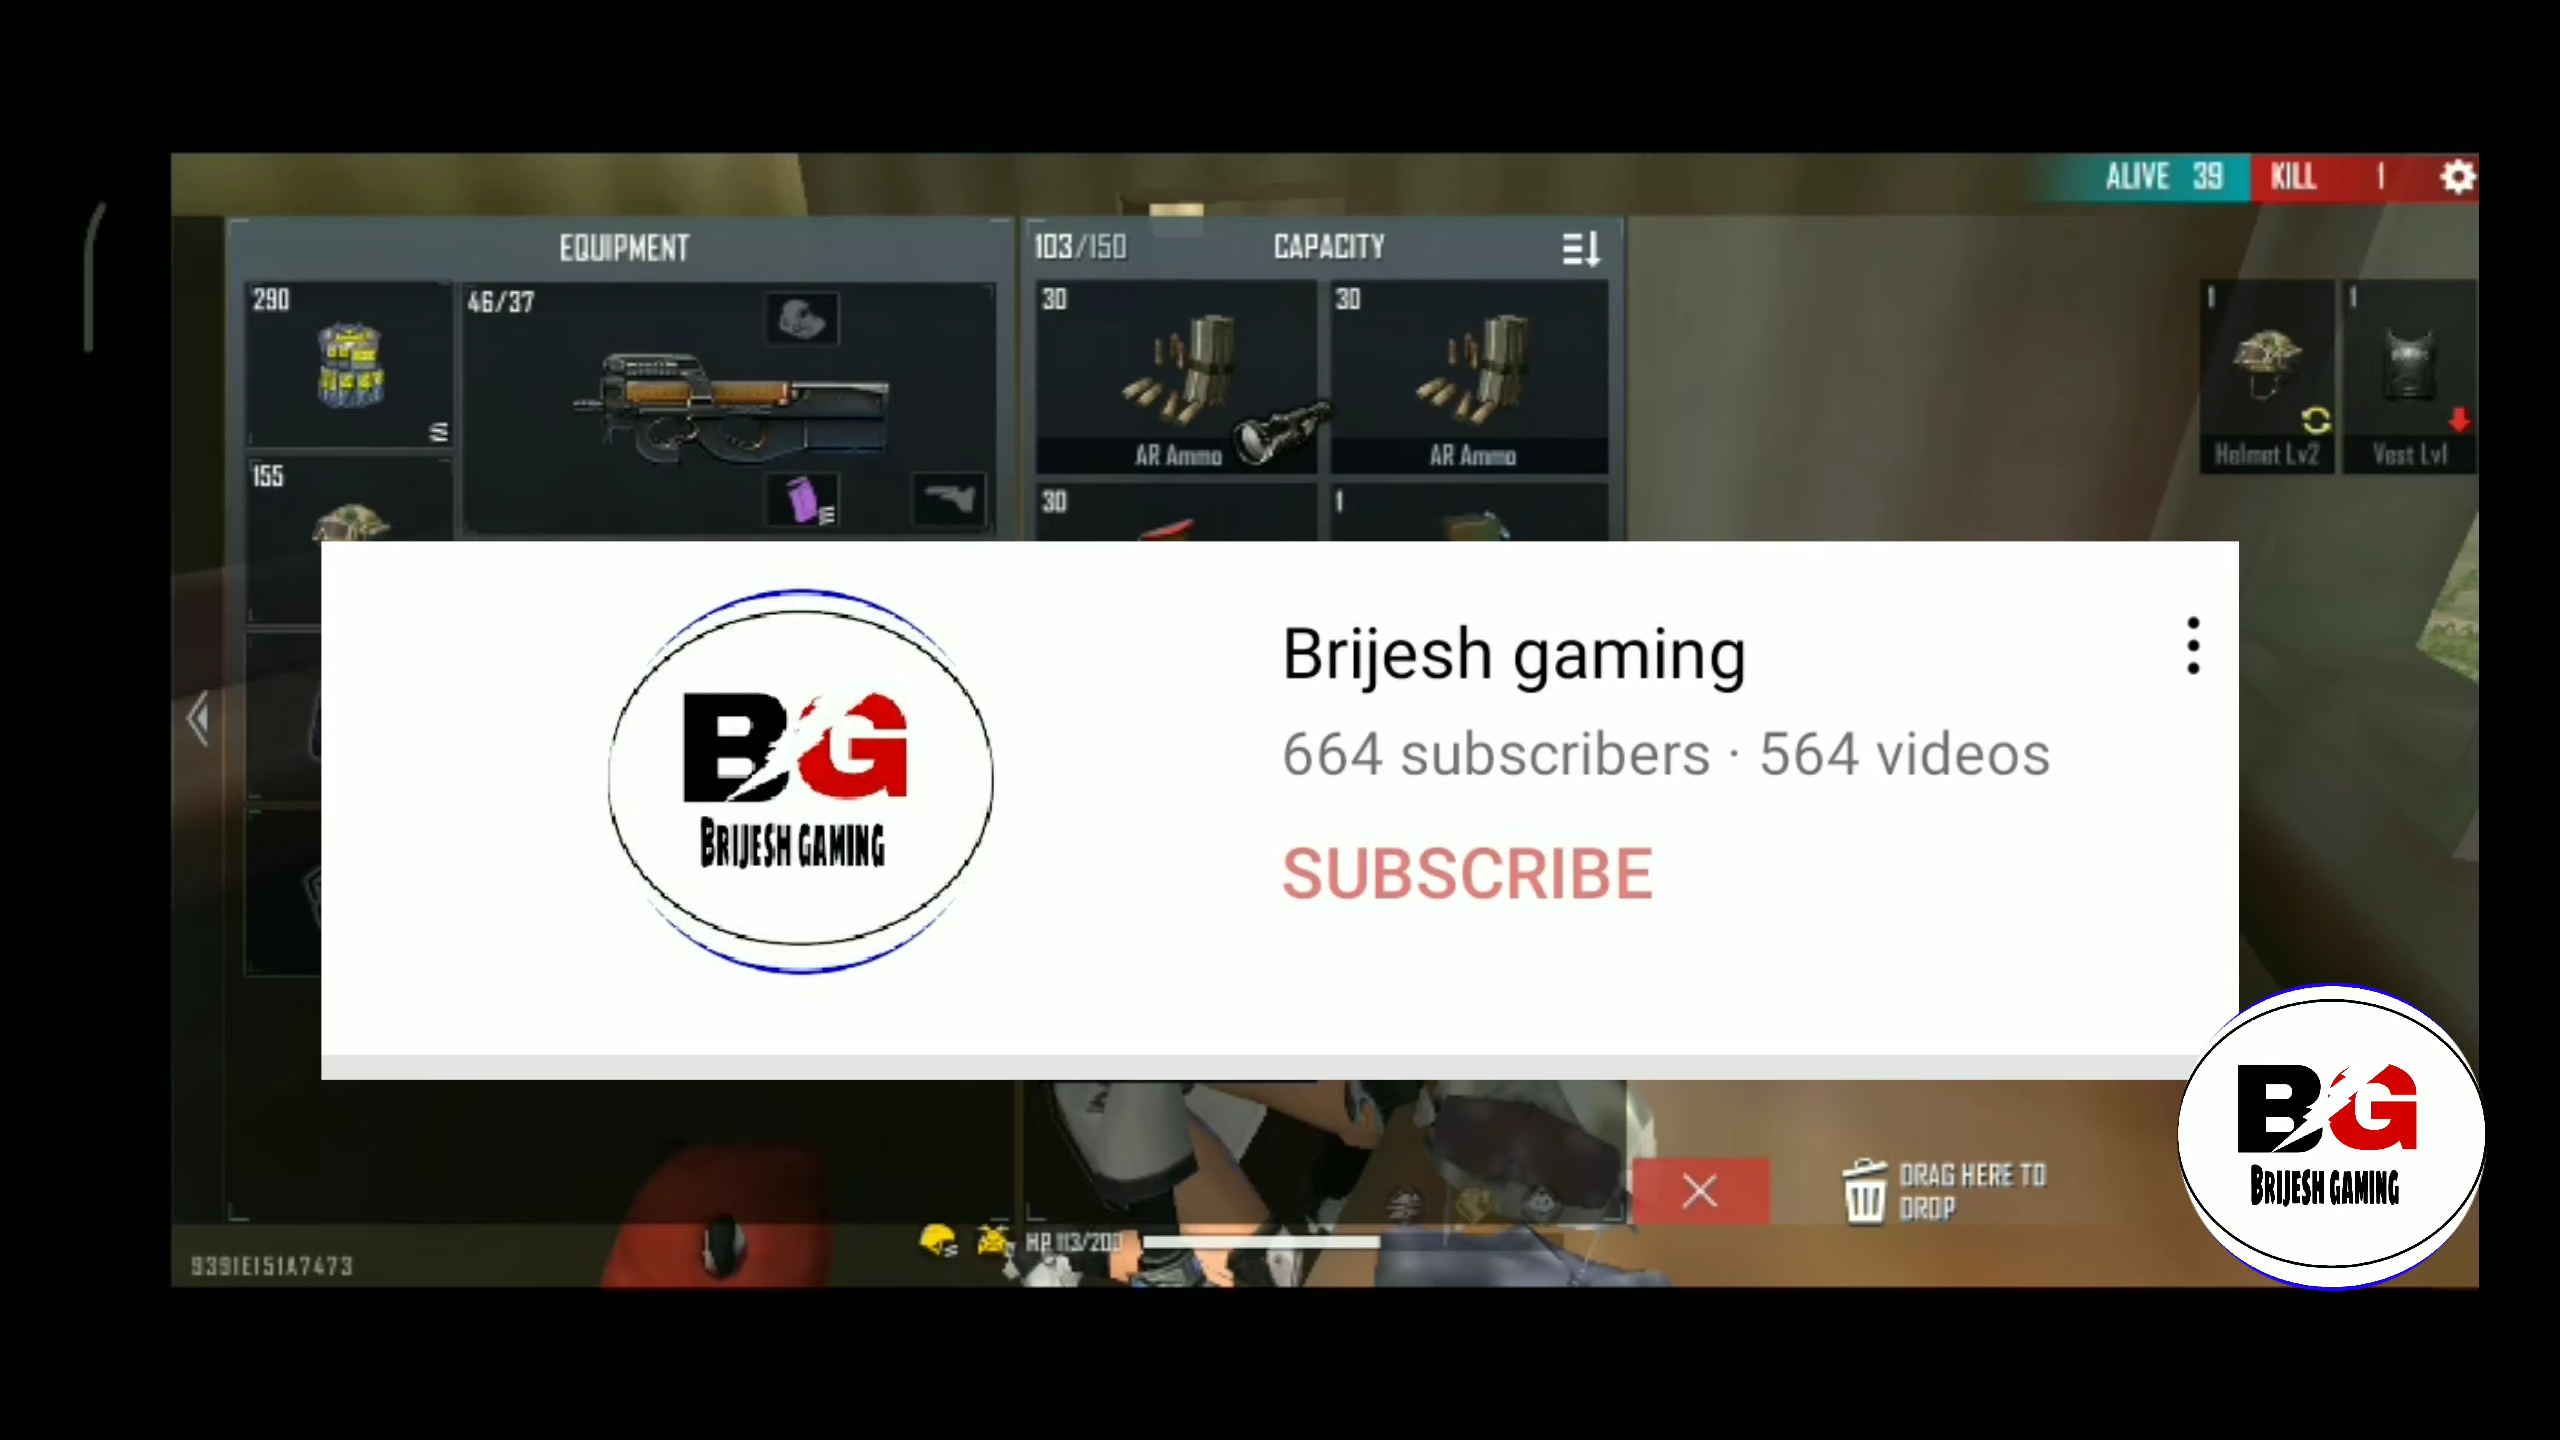 ALIVE 39 KILL 1
EQUIPMENT
103/150 CAPACITY
290
46/37
30
30
1
1
AR Ammo
AR Ammo
Helmet Lv2
Vest Lv1
155
30
1
Brijesh gaming
664 subscribers · 564 videos
SUBSCRIBE
BG
BRIJESH GAMING
BG
BRIJESH GAMING
DRAG HERE TO
DROP
HP 113/200
9391E151A7473